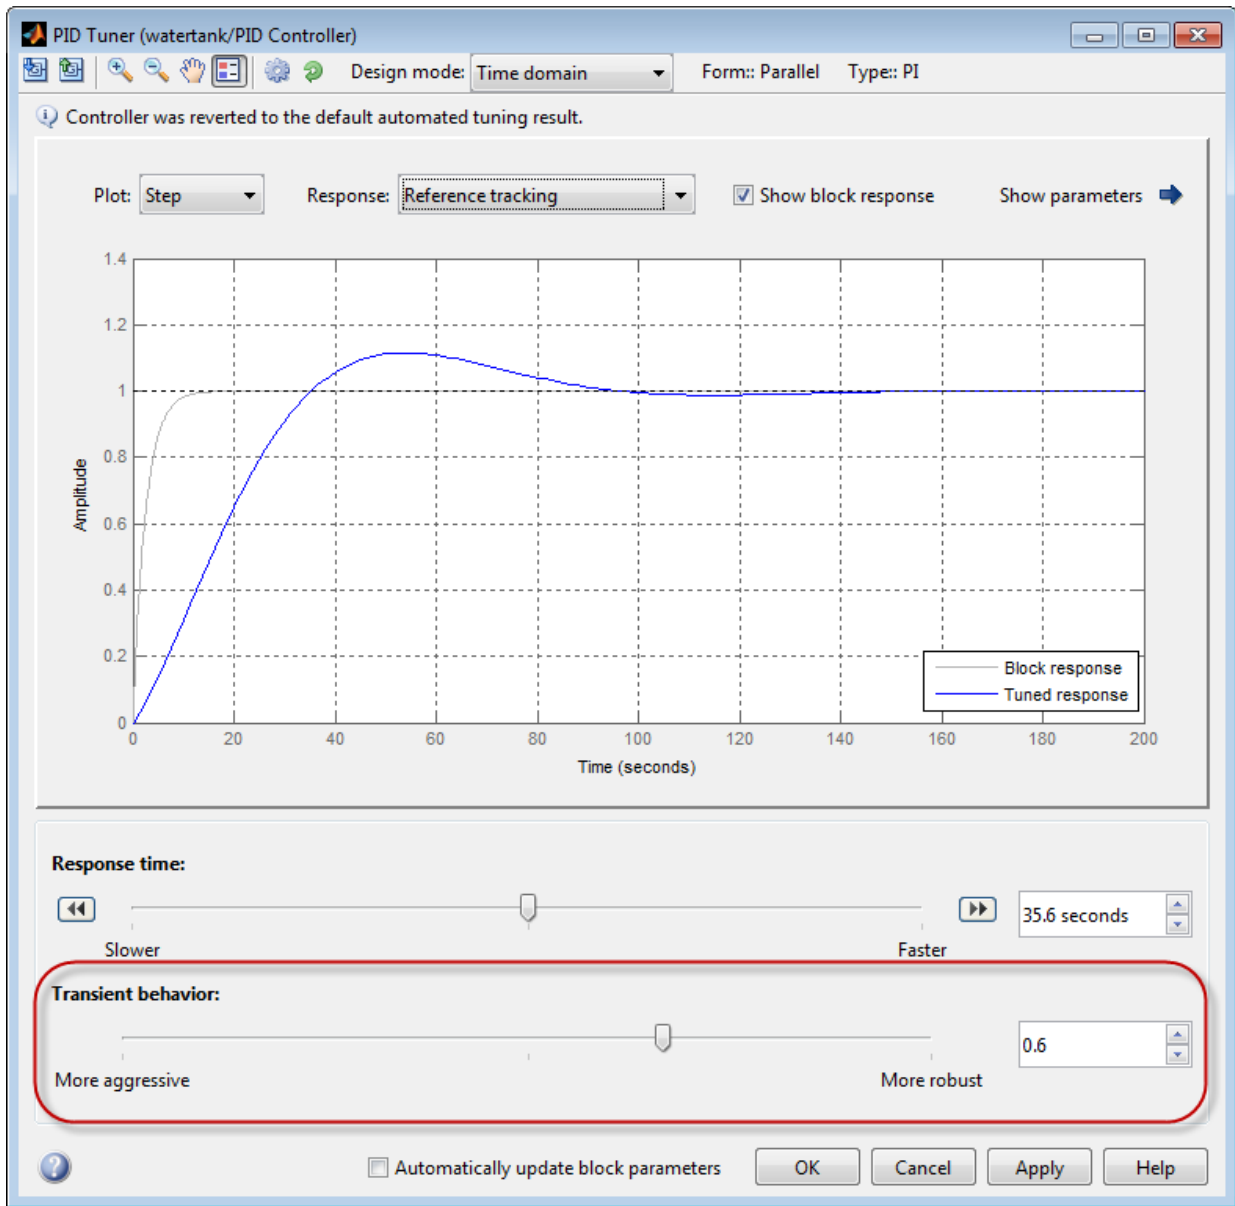 PID Tuner (watertank/PID Controller)
Design mode: Time domain Form:: Parallel Type:: PI
Controller was reverted to the default automated tuning result.
Plot: Step Response: Reference tracking Show block response Show parameters
1.4
1.2
1
0.8
0.6
0.4
0.2
0
Amplitude
Block response
Tuned response
0 20 40 60 80 100 120 140 160 180 200
Time (seconds)
Response time:
35.6 seconds
Slower Faster
Transient behavior:
0.6
More aggressive More robust
? Automatically update block parameters OK Cancel Apply Help